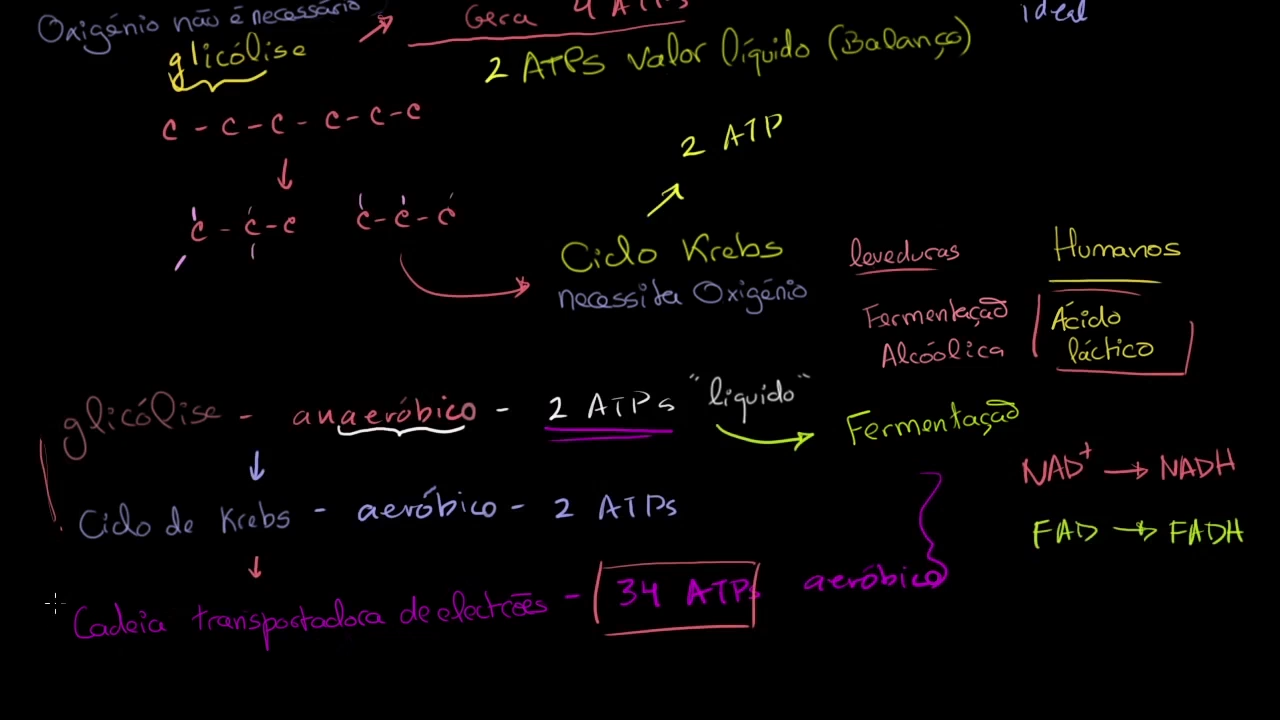 Oxigénio não é necessário
Gera 4 ATPs
ideal
glicólise
2 ATPs valor líquido (Balanço)
C - C - C - C - C - C
2 ATP
C - C - C
C - C - C
Ciclo Krebs
necessita Oxigénio
leveduras
Fermentação
Alcóolica
Humanos
Ácido
láctico
glicólise - anaeróbico - 2 ATPs "líquido"
Fermentação
NAD+ → NADH
Ciclo de Krebs - aeróbico - 2 ATPs
FAD → FADH
Cadeia transportadora de electrões - 34 ATPs aeróbico